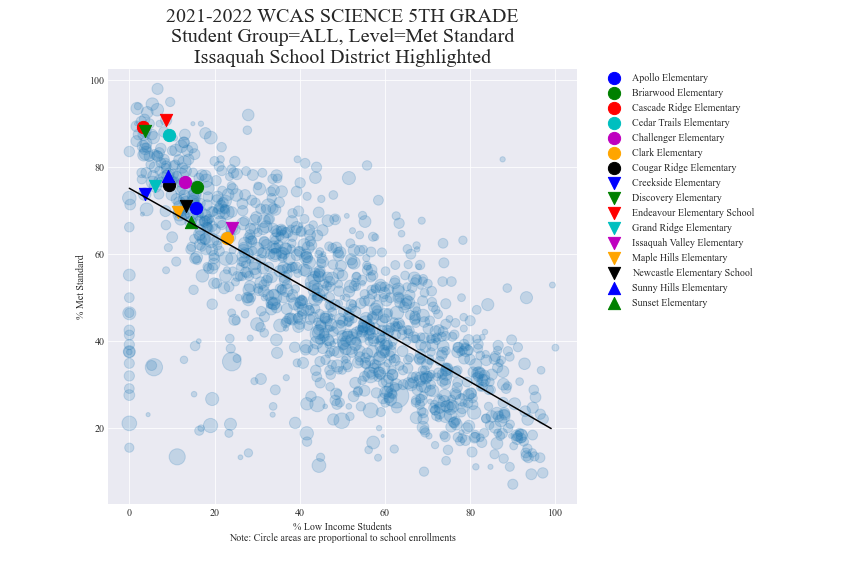 2021-2022 WCAS SCIENCE 5TH GRADE
Student Group=ALL, Level=Met Standard
Issaquah School District Highlighted
100
80
60
40
20
% Met Standard
0
20
40
60
80
100
% Low Income Students
Note: Circle areas are proportional to school enrollments
Apollo Elementary
Briarwood Elementary
Cascade Ridge Elementary
Cedar Trails Elementary
Challenger Elementary
Clark Elementary
Cougar Ridge Elementary
Creekside Elementary
Discovery Elementary
Endeavour Elementary School
Grand Ridge Elementary
Issaquah Valley Elementary
Maple Hills Elementary
Newcastle Elementary School
Sunny Hills Elementary
Sunset Elementary